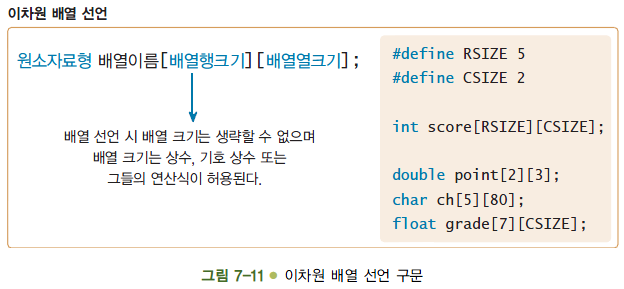 이차원 배열 선언
원소자료형 배열이름[배열행크기][배열열크기];
배열 선언 시 배열 크기는 생략할 수 없으며
배열 크기는 상수, 기호 상수 또는
그들의 연산식이 허용된다.
#define RSIZE 5
#define CSIZE 2
int score[RSIZE][CSIZE];
double point[2][3];
char ch[5][80];
float grade[7][CSIZE];
그림 7-11 ● 이차원 배열 선언 구문